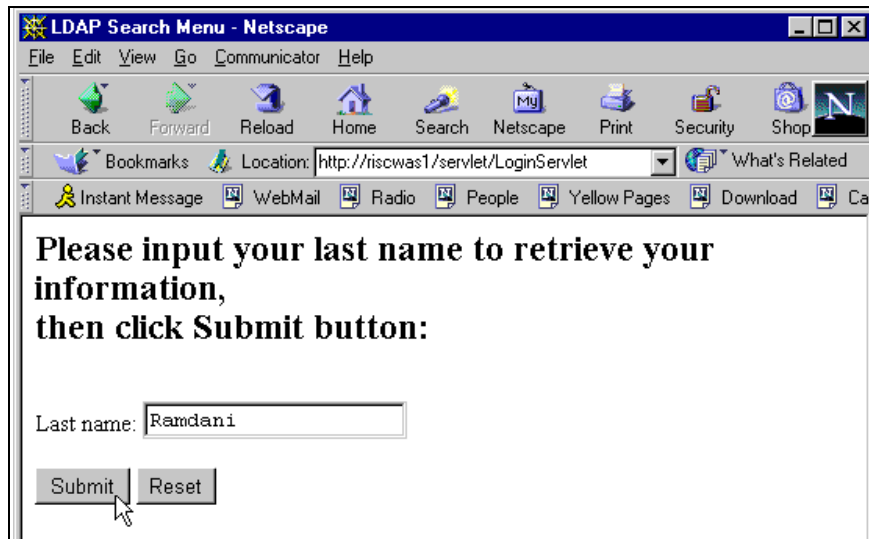 LDAP Search Menu - Netscape
File Edit View Go Communicator Help
Back Forward Reload Home Search My Netscape Print Security Shop N
Bookmarks Location: http://riscwas1/servlet/LoginServlet What's Related
Instant Message WebMail Radio People Yellow Pages Download Ca
Please input your last name to retrieve your
information,
then click Submit button:
Last name: Ramdani
Submit Reset